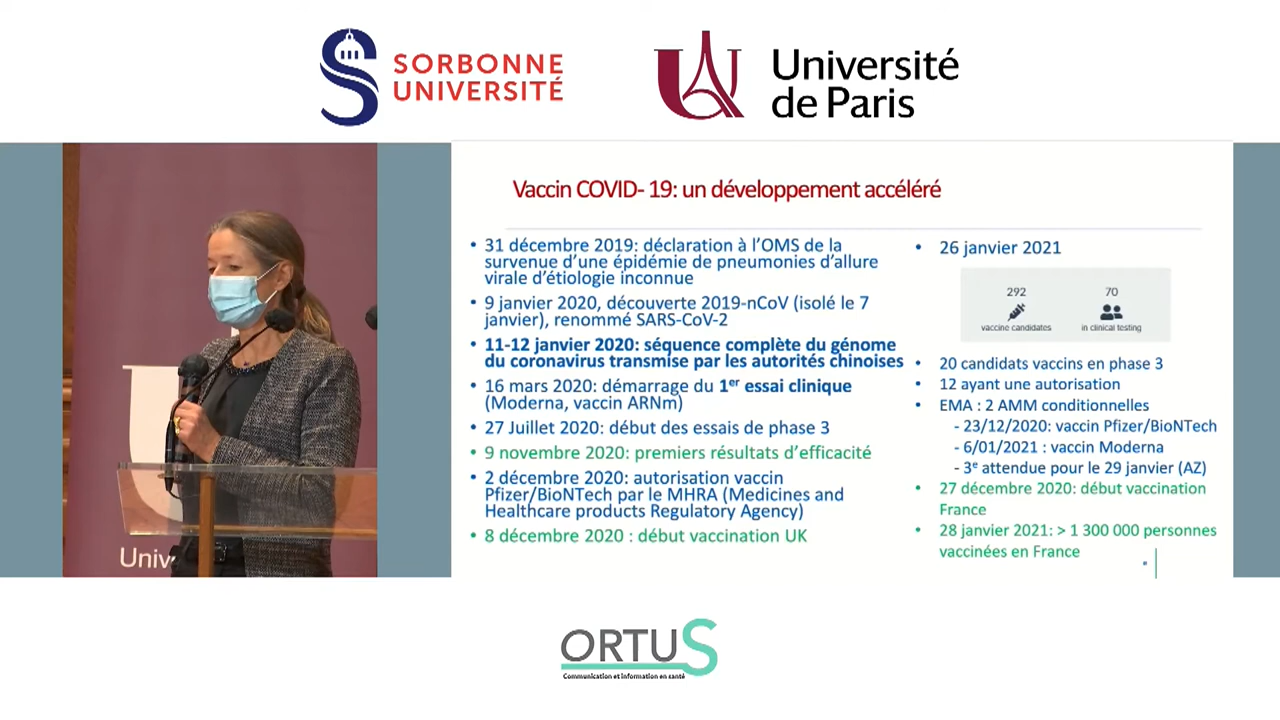 SORBONNE
UNIVERSITÉ
Université
de Paris
Univ
Vaccin COVID- 19: un développement accéléré
• 31 décembre 2019: déclaration à l'OMS de la
survenue d'une épidémie de pneumonies d'allure
virale d'étiologie inconnue
• 9 janvier 2020, découverte 2019-nCoV (isolé le 7
janvier), renommé SARS-CoV-2
• 11-12 janvier 2020: séquence complète du génome
du coronavirus transmise par les autorités chinoises
• 16 mars 2020: démarrage du 1er essai clinique
(Moderna, vaccin ARNm)
• 27 Juillet 2020: début des essais de phase 3
• 9 novembre 2020: premiers résultats d'efficacité
• 2 décembre 2020: autorisation vaccin
Pfizer/BioNTech par le MHRA (Medicines and
Healthcare products Regulatory Agency)
• 8 décembre 2020 : début vaccination UK
• 26 janvier 2021
292 70
vaccine candidates in clinical testing
• 20 candidats vaccins en phase 3
• 12 ayant une autorisation
• EMA : 2 AMM conditionnelles
- 23/12/2020: vaccin Pfizer/BioNTech
- 6/01/2021 : vaccin Moderna
- 3e attendue pour le 29 janvier (AZ)
• 27 décembre 2020: début vaccination
France
• 28 janvier 2021: > 1 300 000 personnes
vaccinées en France
ORTUS
Communication et information en santé